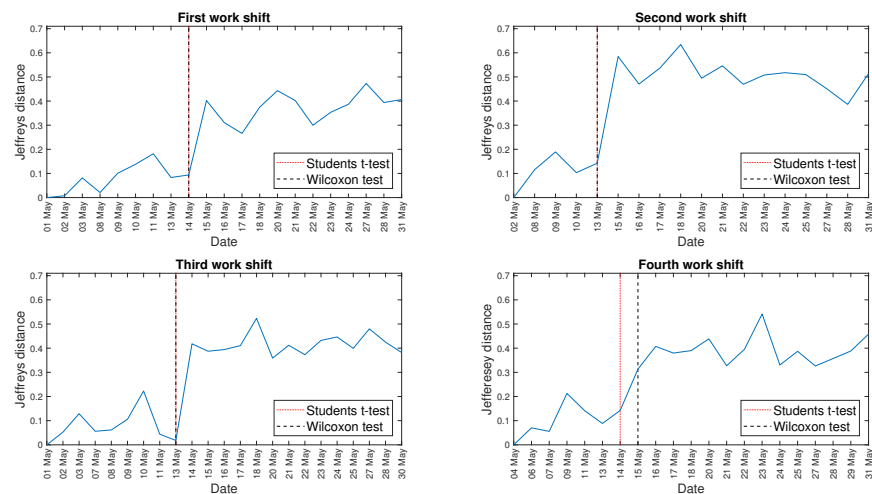 First work shift
Jeffreys distance
0.7
0.6
0.5
0.4
0.3
0.2
0.1
0
Students t-test
Wilcoxon test
01 May
02 May
03 May
08 May
09 May
10 May
11 May
13 May
14 May
15 May
16 May
17 May
18 May
20 May
21 May
22 May
23 May
24 May
27 May
28 May
31 May
Date
Second work shift
Jeffreys distance
0.7
0.6
0.5
0.4
0.3
0.2
0.1
0
Students t-test
Wilcoxon test
02 May
08 May
09 May
10 May
13 May
15 May
16 May
17 May
18 May
20 May
21 May
22 May
23 May
24 May
25 May
27 May
28 May
31 May
Date
Third work shift
Jeffreys distance
0.7
0.6
0.5
0.4
0.3
0.2
0.1
0
Students t-test
Wilcoxon test
01 May
02 May
03 May
07 May
08 May
09 May
10 May
11 May
13 May
14 May
15 May
16 May
17 May
18 May
20 May
21 May
22 May
23 May
24 May
25 May
27 May
28 May
30 May
Date
Fourth work shift
Jefferesey distance
0.7
0.6
0.5
0.4
0.3
0.2
0.1
0
Students t-test
Wilcoxon test
04 May
06 May
07 May
09 May
11 May
13 May
14 May
15 May
16 May
17 May
18 May
20 May
21 May
22 May
23 May
24 May
25 May
27 May
28 May
29 May
31 May
Date